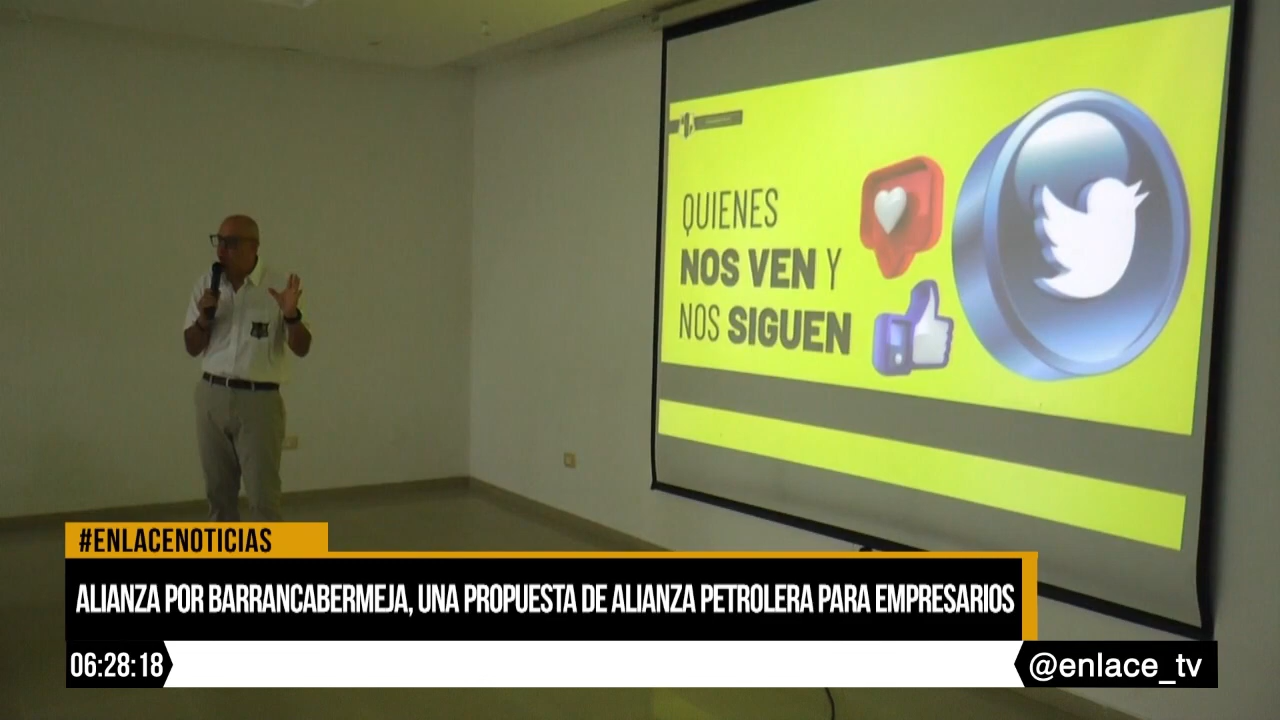 QUIENES
NOS VEN Y
NOS SIGUEN
#ENLACENOTICIAS
ALIANZA POR BARRANCABERMEJA, UNA PROPUESTA DE ALIANZA PETROLERA PARA EMPRESARIOS
06:28:18
@enlace_tv